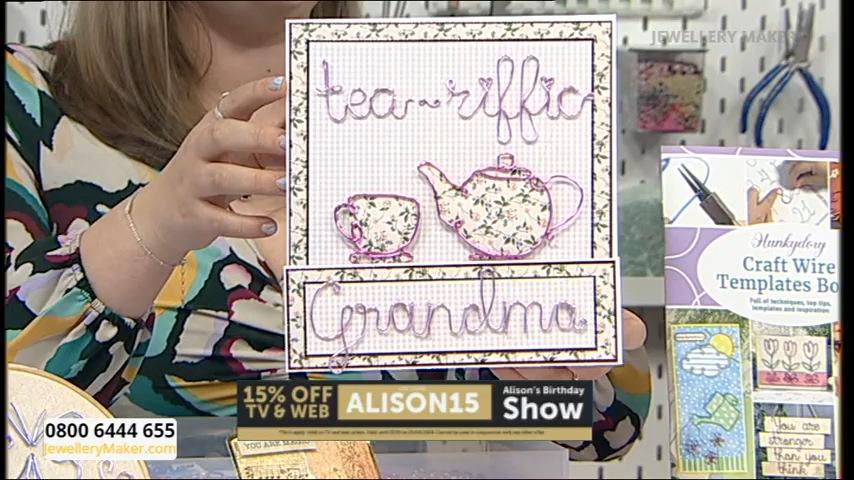 JEWELLERY MAKER
tea~riffic
Grandma
Hunkydory
Craft Wire
Templates Bo
Full of techniques, top tips,
templates and inspiration
You are
stronger
than you
think
15% OFF
TV & WEB
ALISON15
Alison's Birthday
Show
0800 6444 655
JewelleryMaker.com
YOU ARE MAGIC